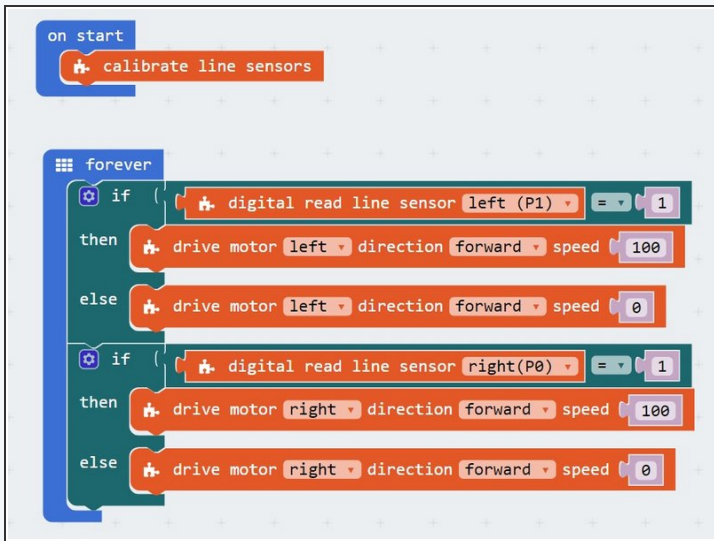 on start
calibrate line sensors
forever
if digital read line sensor left (P1) = 1
then drive motor left direction forward speed 100
else drive motor left direction forward speed 0
if digital read line sensor right(P0) = 1
then drive motor right direction forward speed 100
else drive motor right direction forward speed 0